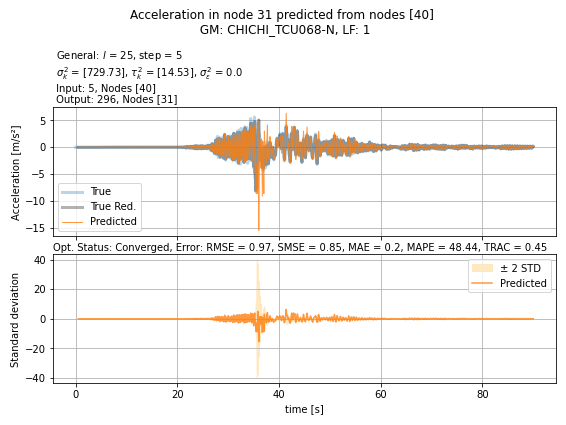 Acceleration in node 31 predicted from nodes [40]
GM: CHICHI_TCU068-N, LF: 1
General: l = 25, step = 5
σ_k^2 = [729.73], τ_k^2 = [14.53], σ_ε^2 = 0.0
Input: 5, Nodes [40]
Output: 296, Nodes [31]
Acceleration [m/s²]
5
0
−5
−10
−15
True
True Red.
Predicted
Opt. Status: Converged, Error: RMSE = 0.97, SMSE = 0.85, MAE = 0.2, MAPE = 48.44, TRAC = 0.45
Standard deviation
40
20
0
−20
−40
± 2 STD
Predicted
0 20 40 60 80
time [s]